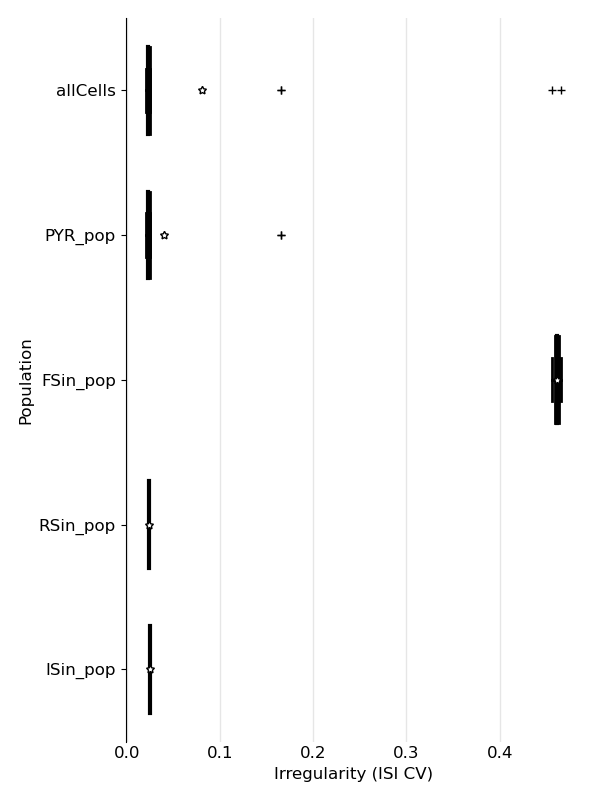 allCells
PYR_pop
FSin_pop
RSin_pop
ISin_pop
Population
0.0 0.1 0.2 0.3 0.4
Irregularity (ISI CV)